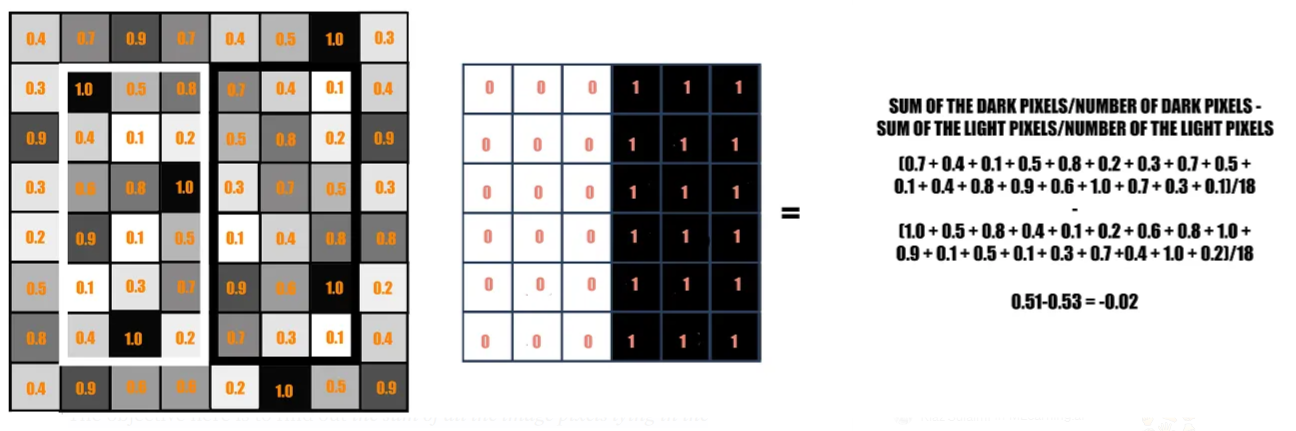 0.4 0.7 0.9 0.7 0.4 0.5 1.0 0.3
0.3 1.0 0.5 0.8 0.7 0.4 0.1 0.4
0.9 0.4 0.1 0.2 0.5 0.8 0.2 0.9
0.3 0.8 1.0 0.3 0.7 0.5 0.3
0.2 0.9 0.1 0.5 0.1 0.4 0.8 0.8
0.5 0.1 0.3 0.7 0.9 1.0 0.2
0.8 0.4 1.0 0.2 0.7 0.3 0.1 0.4
0.4 0.9 0.2 1.0 0.5 0.9
0 0 0 1 1 1
0 0 0 1 1 1
0 0 0 1 1 1
0 0 0 1 1 1
0 0 0 1 1 1
0 0 0 1 1 1
=
SUM OF THE DARK PIXELS/NUMBER OF DARK PIXELS -
SUM OF THE LIGHT PIXELS/NUMBER OF THE LIGHT PIXELS
(0.7 + 0.4 + 0.1 + 0.5 + 0.8 + 0.2 + 0.3 + 0.7 + 0.5 +
0.1 + 0.4 + 0.8 + 0.9 + 0.6 + 1.0 + 0.7 + 0.3 + 0.1)/18
-
(1.0 + 0.5 + 0.8 + 0.4 + 0.1 + 0.2 + 0.6 + 0.8 + 1.0 +
0.9 + 0.1 + 0.5 + 0.1 + 0.3 + 0.7 +0.4 + 1.0 + 0.2)/18
0.51-0.53 = -0.02